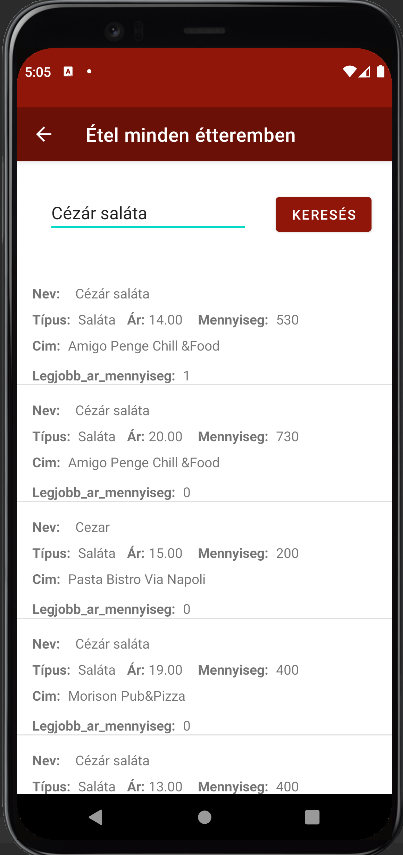 5:05
Étel minden étteremben
Cézár saláta
KERESÉS
Nev: Cézár saláta
Típus: Saláta Ár: 14.00 Mennyiseg: 530
Cim: Amigo Penge Chill &Food
Legjobb_ar_mennyiseg: 1
Nev: Cézár saláta
Típus: Saláta Ár: 20.00 Mennyiseg: 730
Cim: Amigo Penge Chill &Food
Legjobb_ar_mennyiseg: 0
Nev: Cezar
Típus: Saláta Ár: 15.00 Mennyiseg: 200
Cim: Pasta Bistro Via Napoli
Legjobb_ar_mennyiseg: 0
Nev: Cézár saláta
Típus: Saláta Ár: 19.00 Mennyiseg: 400
Cim: Morison Pub&Pizza
Legjobb_ar_mennyiseg: 0
Nev: Cézár saláta
Típus: Saláta Ár: 13.00 Mennyiseg: 400